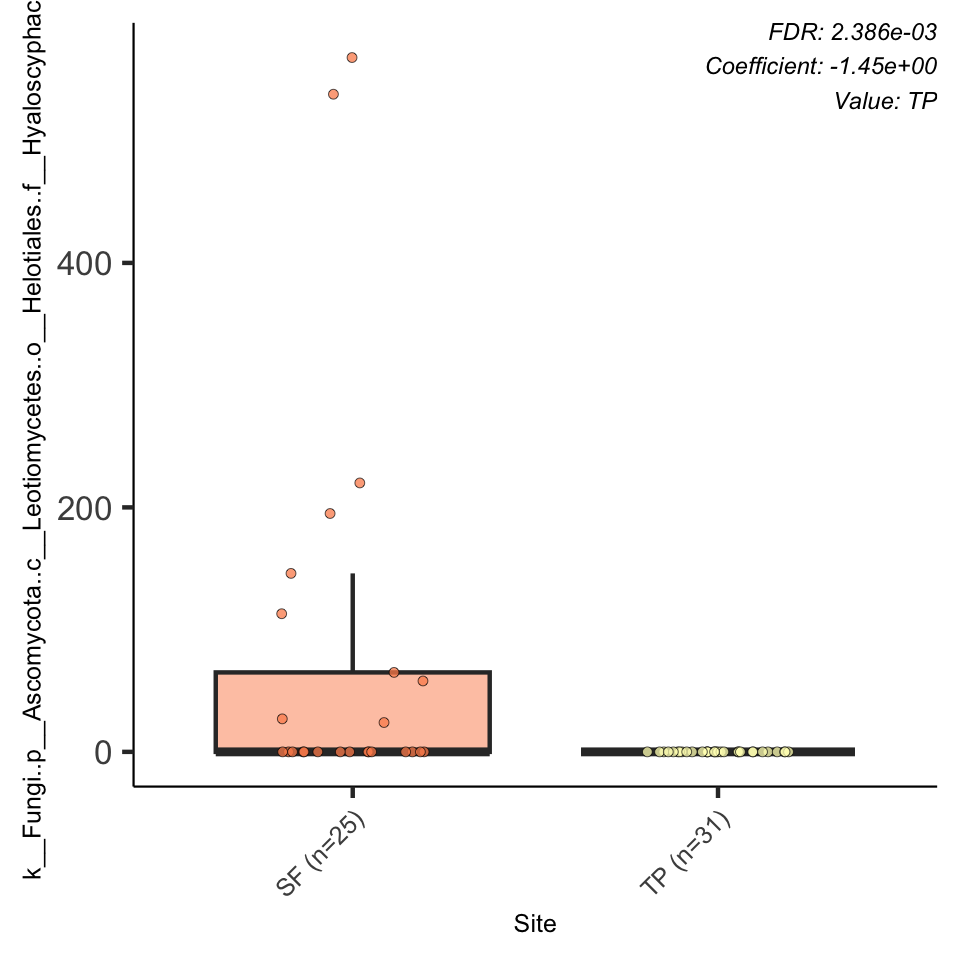 FDR: 2.386e-03
Coefficient: -1.45e+00
Value: TP
k__Fungi..p__Ascomycota..c__Leotiomycetes..o__Helotiales..f__Hyaloscyphac
400
200
0
SF (n=25)
TP (n=31)
Site